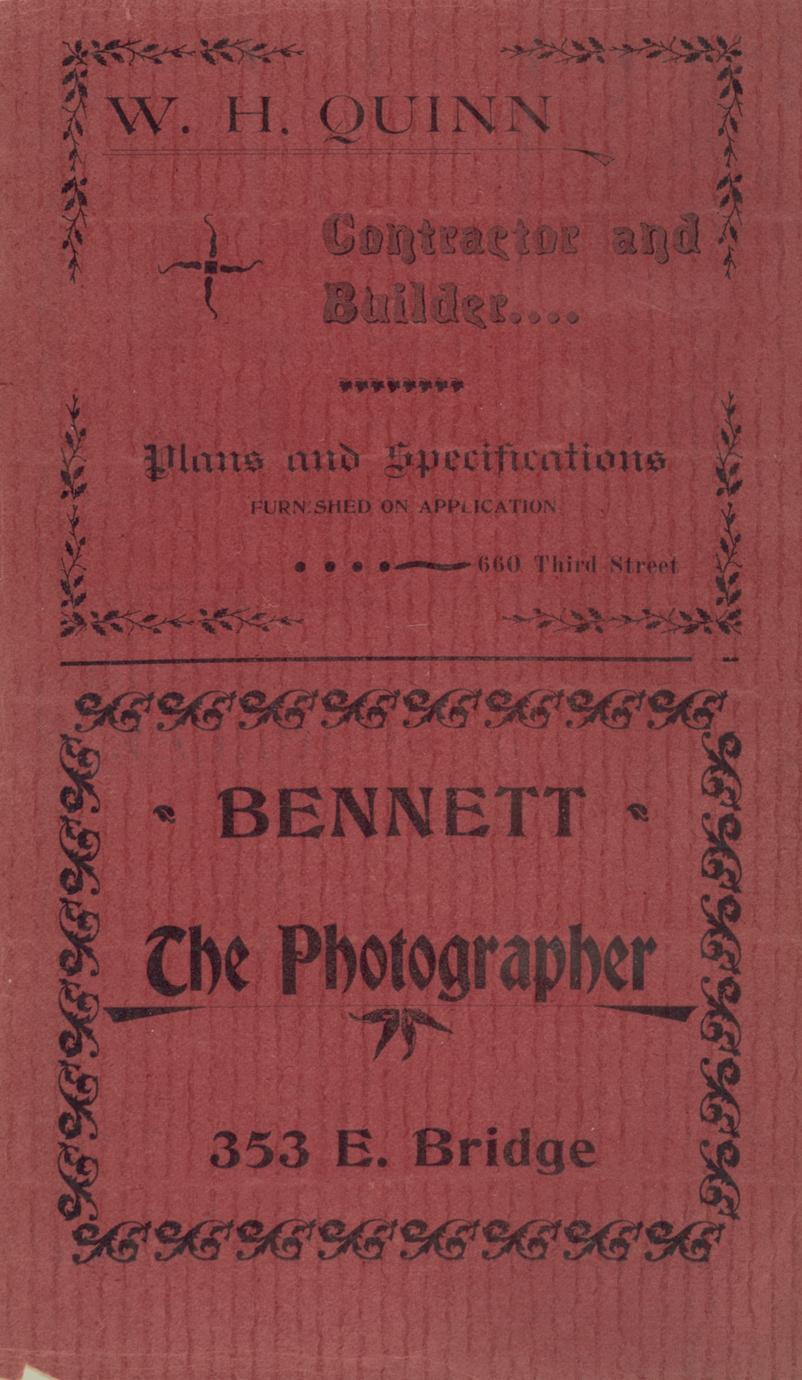 W. H. QUINN
Contractor and
Builder....
Plans and Specifications
FURNISHED ON APPLICATION
660 Third Street
BENNETT
The Photographer
353 E. Bridge